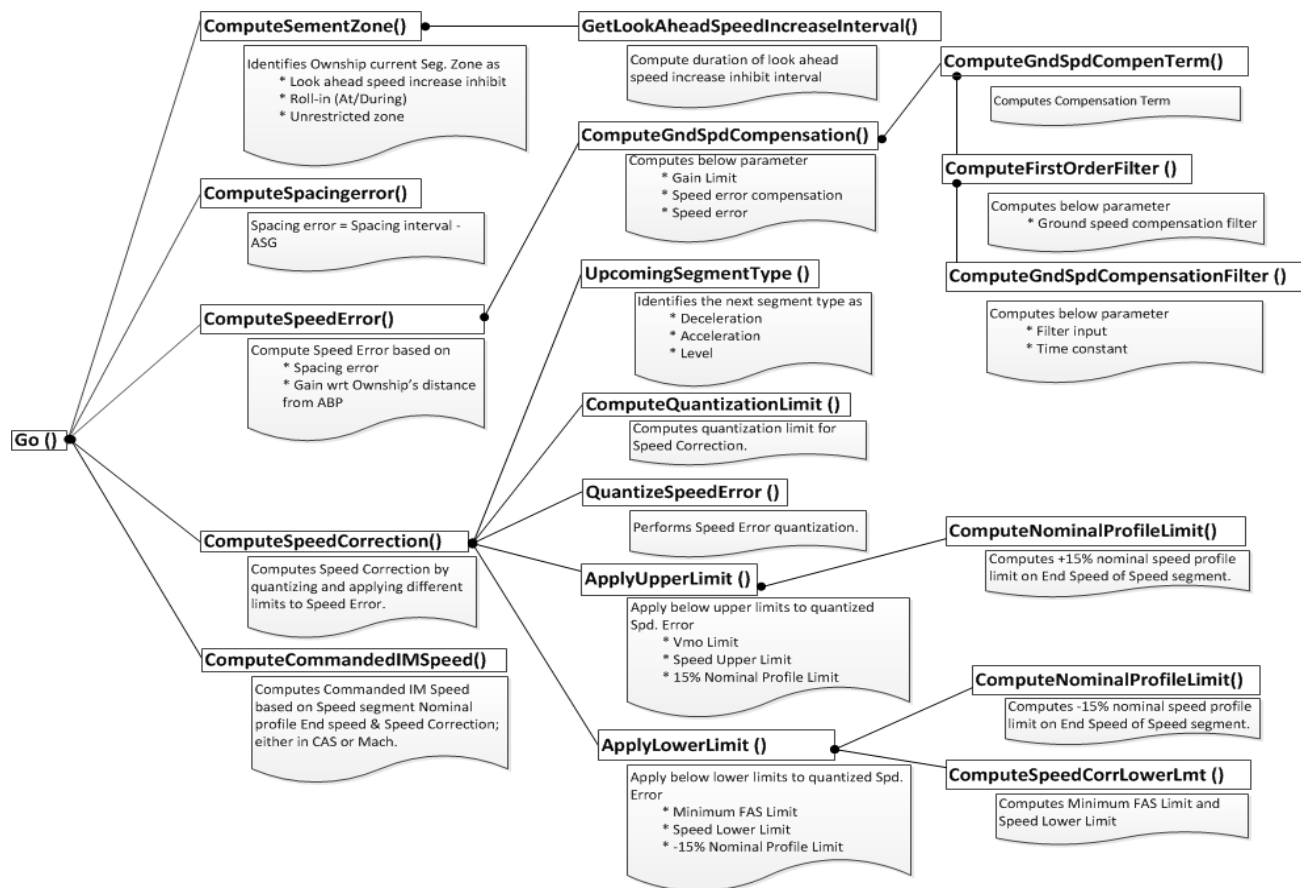 Go ()
ComputeSementZone()
Identifies Ownship current Seg. Zone as
* Look ahead speed increase inhibit
* Roll-in (At/During)
* Unrestricted zone
ComputeSpacingerror()
Spacing error = Spacing interval -
ASG
ComputeSpeedError()
Compute Speed Error based on
* Spacing error
* Gain wrt Ownship's distance
from ABP
ComputeSpeedCorrection()
Computes Speed Correction by
quantizing and applying different
limits to Speed Error.
ComputeCommandedIMSpeed()
Computes Commanded IM Speed
based on Speed segment Nominal
profile End speed & Speed Correction;
either in CAS or Mach.
GetLookAheadSpeedIncreaseInterval()
Compute duration of look ahead
speed increase inhibit interval
ComputeGndSpdCompensation()
Computes below parameter
* Gain Limit
* Speed error compensation
* Speed error
UpcomingSegmentType ()
Identifies the next segment type as
* Deceleration
* Acceleration
* Level
ComputeQuantizationLimit ()
Computes quantization limit for
Speed Correction.
QuantizeSpeedError ()
Performs Speed Error quantization.
ApplyUpperLimit ()
Apply below upper limits to quantized
Spd. Error
* Vmo Limit
* Speed Upper Limit
* 15% Nominal Profile Limit
ApplyLowerLimit ()
Apply below lower limits to quantized Spd.
Error
* Minimum FAS Limit
* Speed Lower Limit
* -15% Nominal Profile Limit
ComputeGndSpdCompenTerm()
Computes Compensation Term
ComputeFirstOrderFilter ()
Computes below parameter
* Ground speed compensation filter
ComputeGndSpdCompensationFilter ()
Computes below parameter
* Filter input
* Time constant
ComputeNominalProfileLimit()
Computes +15% nominal speed profile
limit on End Speed of Speed segment.
ComputeNominalProfileLimit()
Computes -15% nominal speed profile
limit on End Speed of Speed segment.
ComputeSpeedCorrLowerLmt ()
Computes Minimum FAS Limit and
Speed Lower Limit